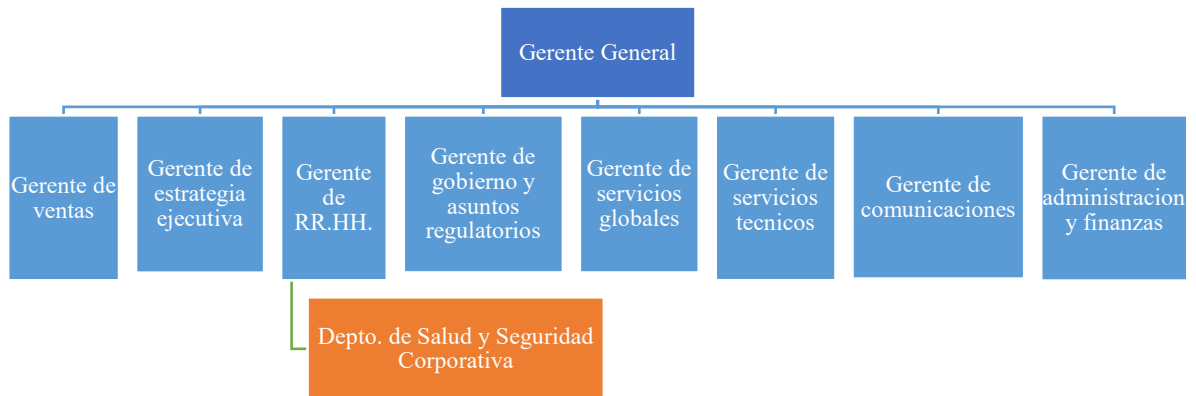 Gerente General
Gerente de
ventas
Gerente de
estrategia
ejecutiva
Gerente
de
RR.HH.
Gerente de
gobierno y
asuntos
regulatorios
Gerente de
servicios
globales
Gerente de
servicios
tecnicos
Gerente de
comunicaciones
Gerente de
administracion
y finanzas
Depto. de Salud y Seguridad
Corporativa